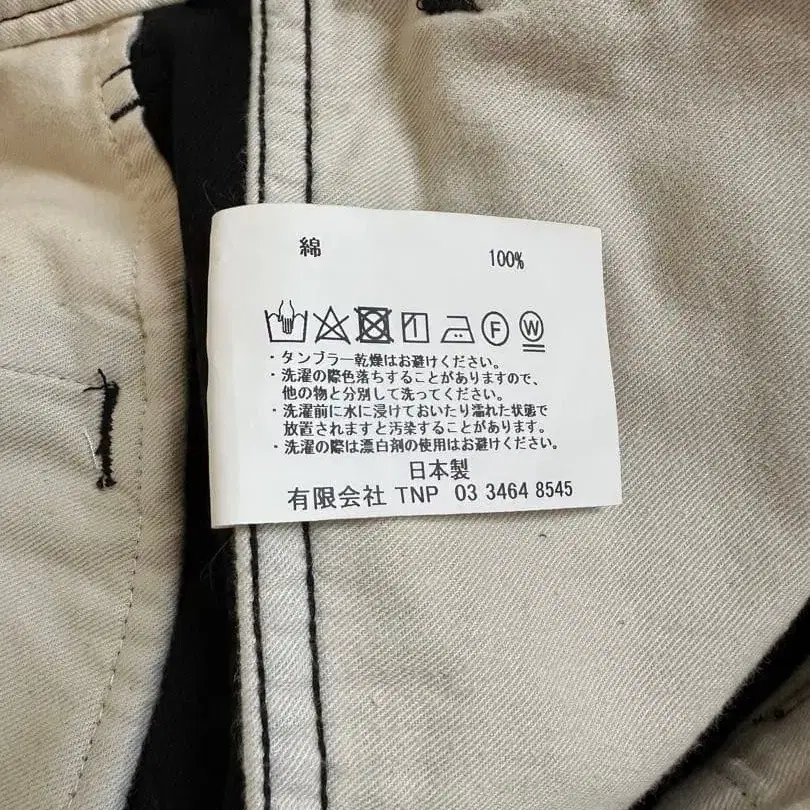 綿 100%
F W
・タンブラー乾燥はお避けください。
・洗濯の際色落ちすることがありますので、
他の物と分別して洗ってください。
・洗濯前に水に浸けておいたり濡れた状態で
放置されますと汚染することがあります。
・洗濯の際は漂白剤の使用はお避けください。
日本製
有限会社 TNP 03 3464 8545